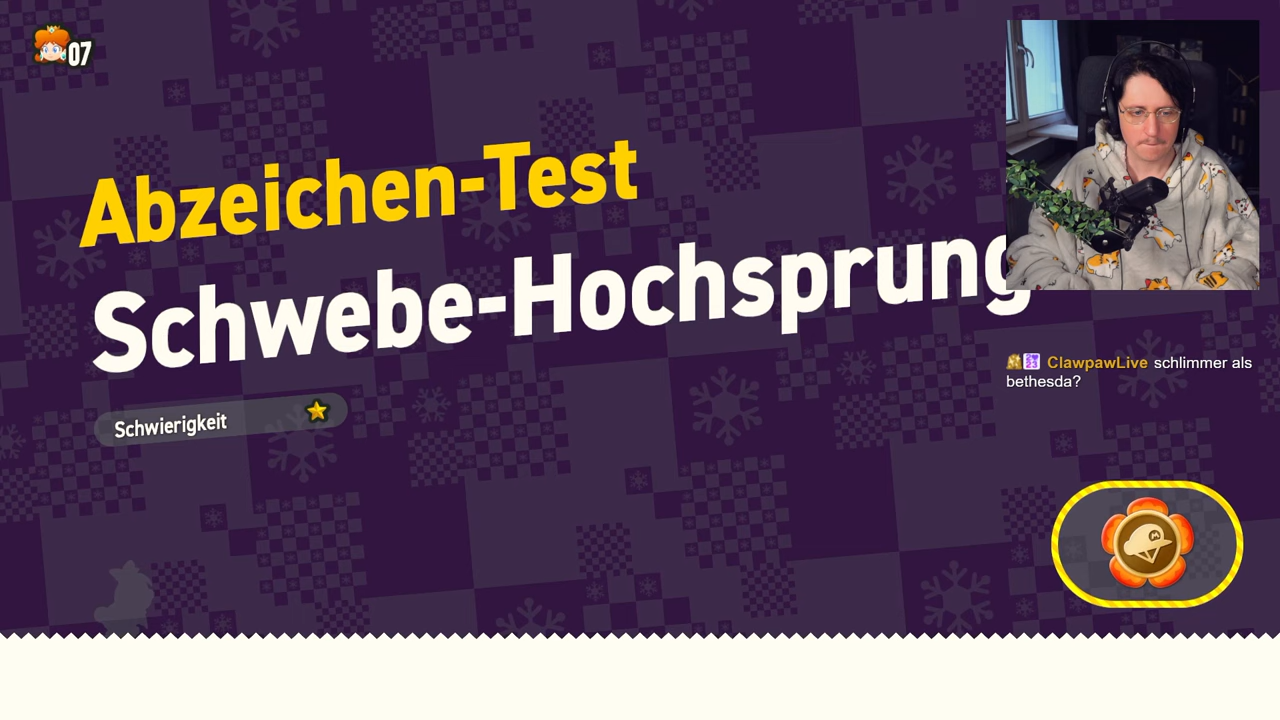 07
Abzeichen-Test
Schwebe-Hochsprung
Schwierigkeit
ClawpawLive schlimmer als
bethesda?